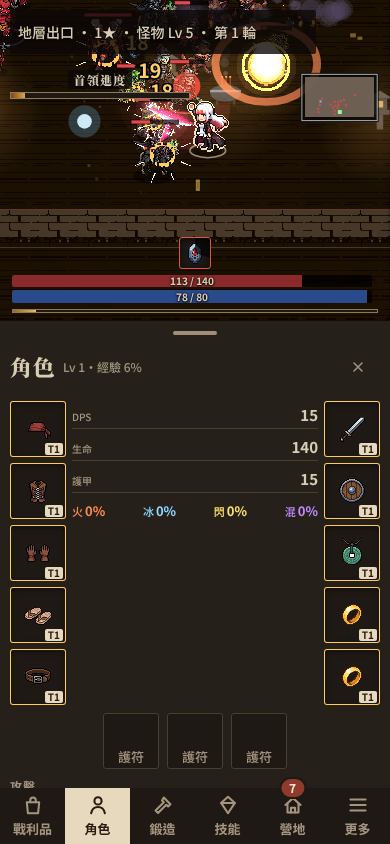 地層出口 · 1★ · 怪物 Lv 5 · 第 1 輪
18
首領進度
19
18
113 / 140
78 / 80
角色 Lv 1 · 經驗 6%
T1
DPS 15
T1
生命 140
T1
護甲 15
T1
火 0% 冰 0% 閃 0% 混 0%
T1
T1
T1
T1
T1
T1
護符 護符 護符
攻擊
7
戰利品 角色 鍛造 技能 營地 更多